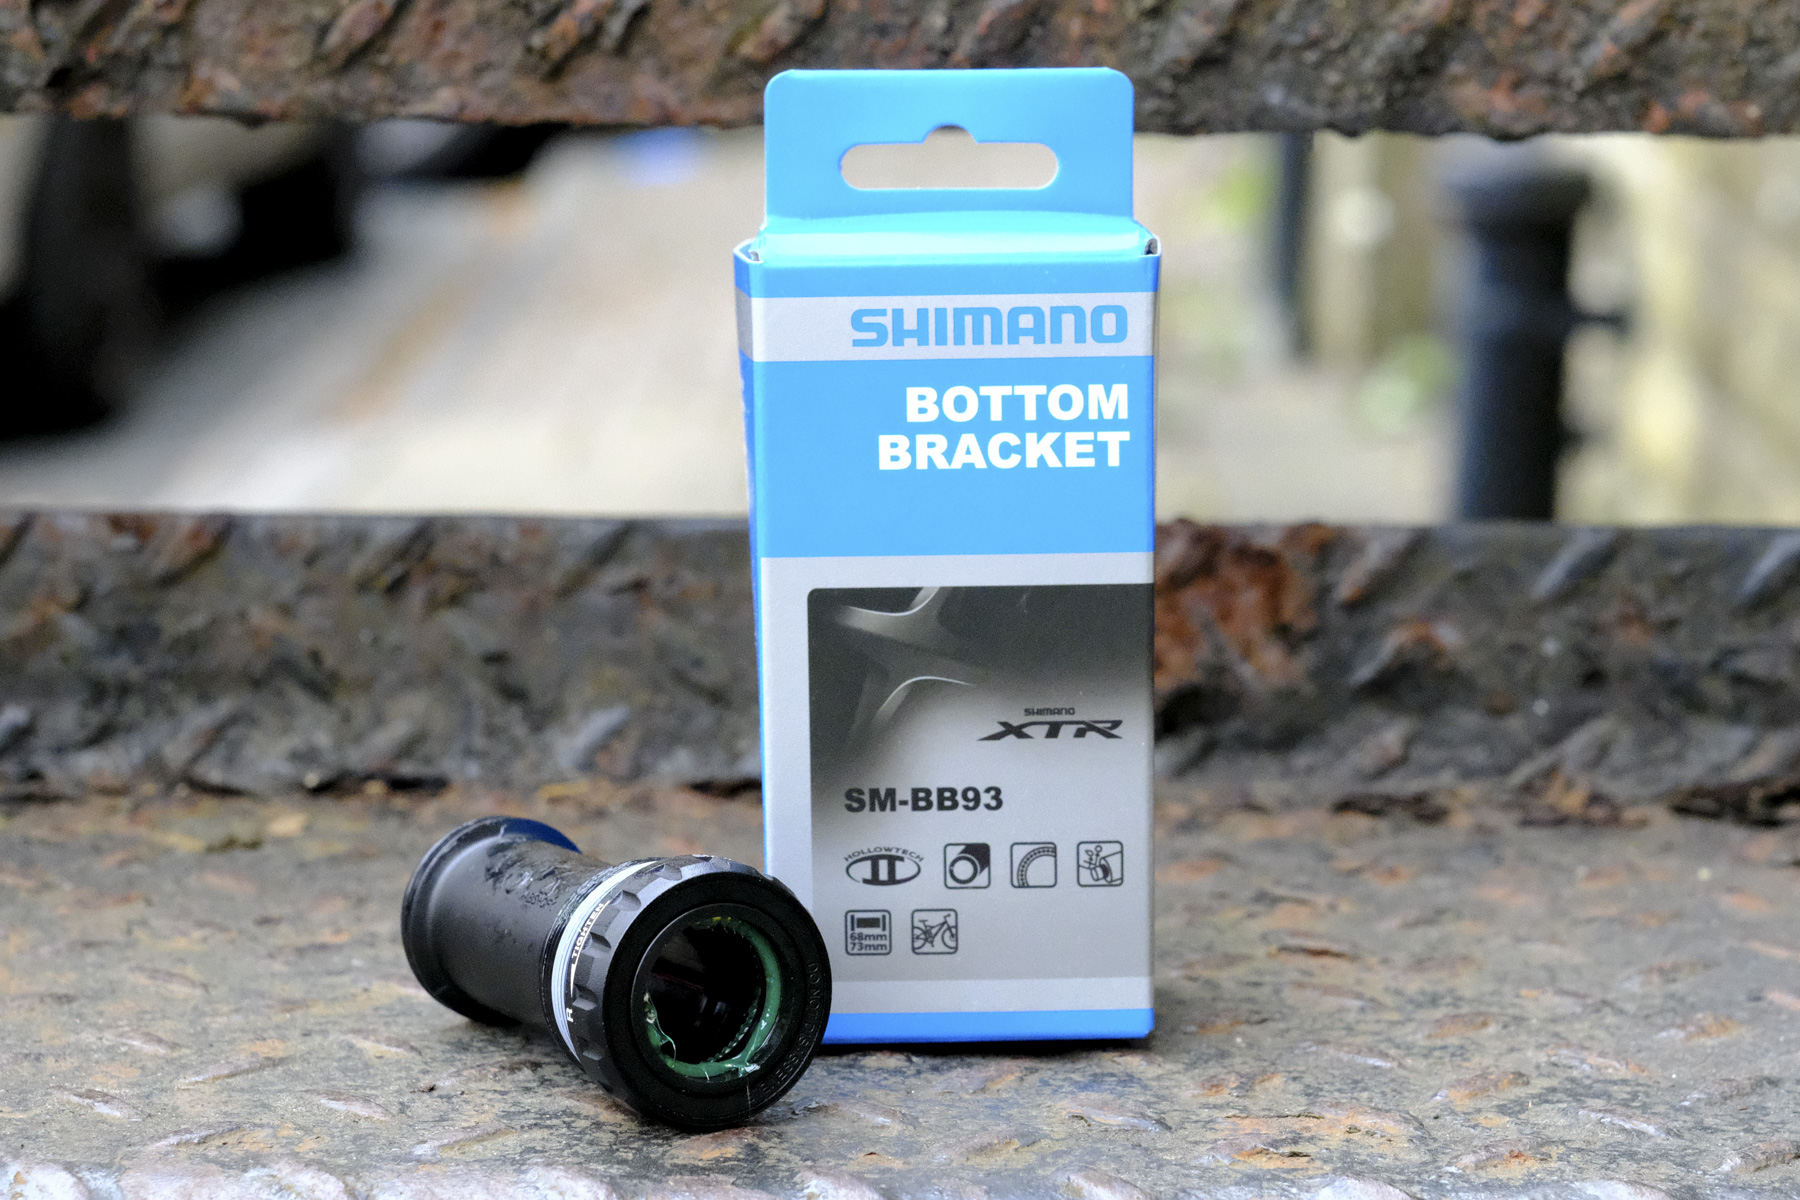 SHIMANO
BOTTOM
BRACKET
SHIMANO
XTR
SM-BB93
HOLLOWTECH
II
68mm
73mm
TIGHTEN
R